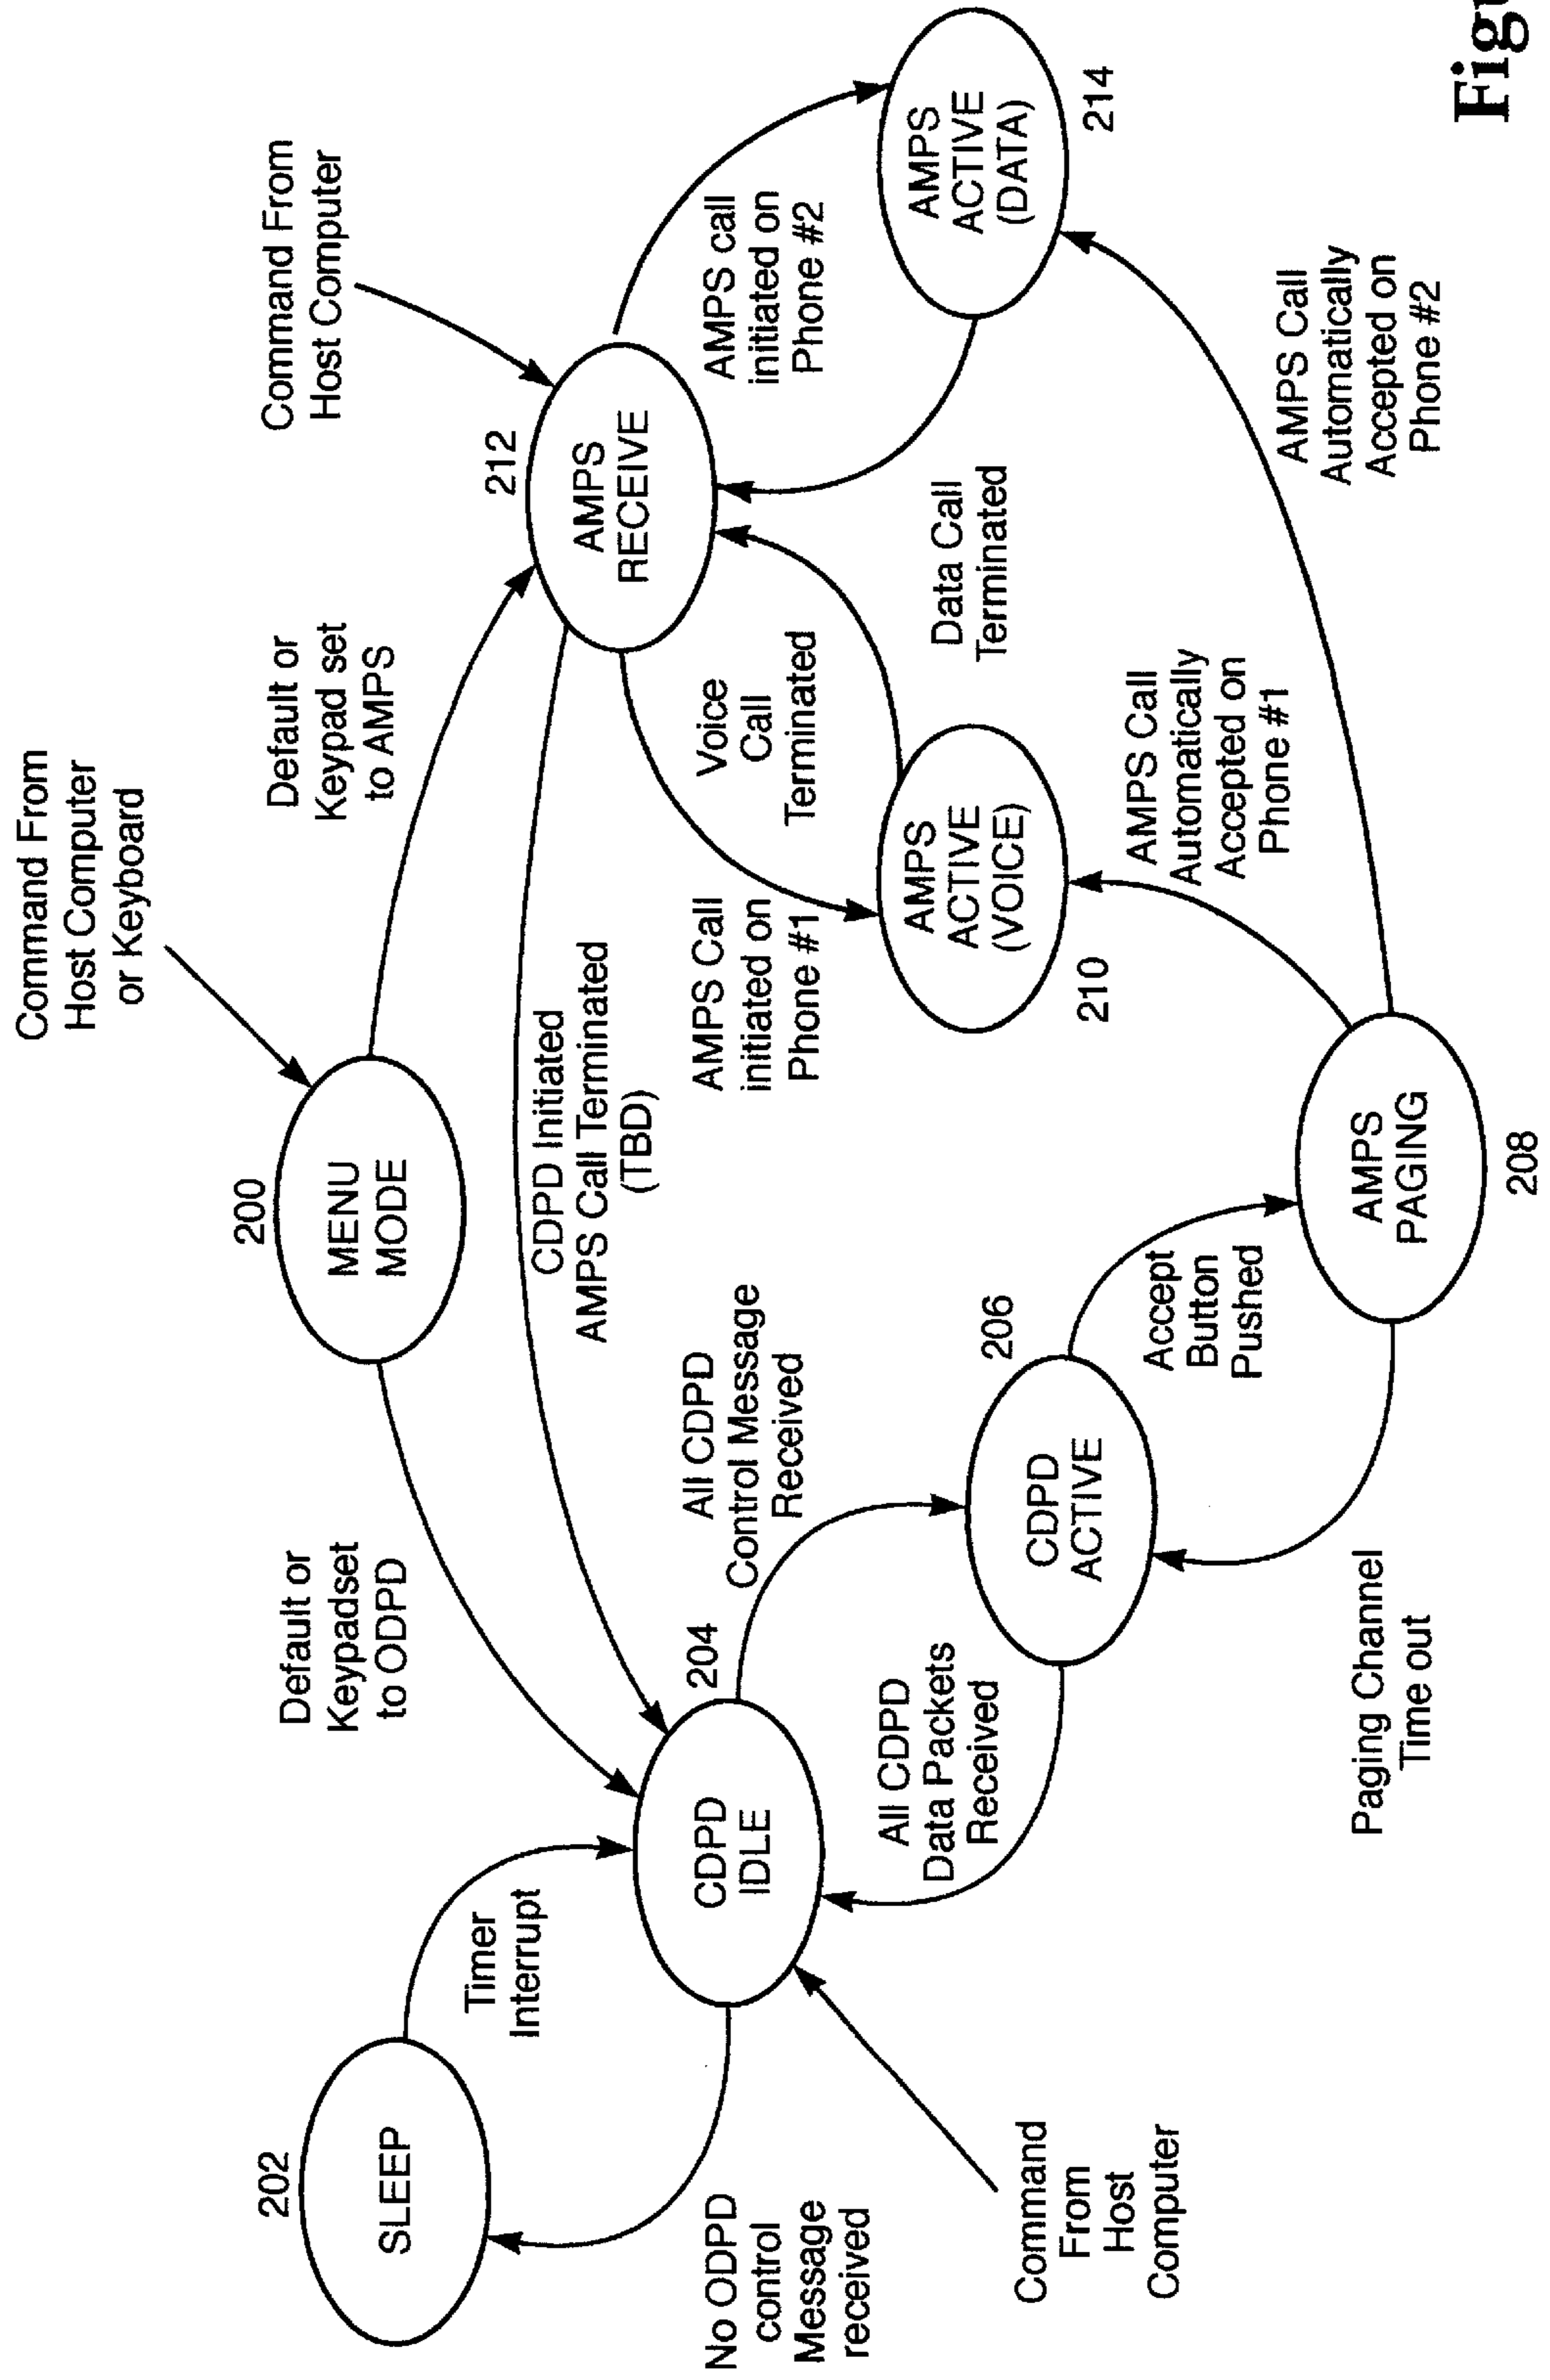 Command From
Host Computer
or Keyboard
Command From
Host Computer
200
MENU
MODE
Default or
Keypad set
to AMPS
212
AMPS
RECEIVE
Default or
Keypadset
to ODPD
202
SLEEP
Timer
Interrupt
CDPD Initiated
AMPS Call Terminated
(TBD)
AMPS call
initiated on
Phone #2
204
CDPD
IDLE
All CDPD
Control Message
Received
AMPS Call
initiated on
Phone #1
Voice
Call
Terminated
No ODPD
control
Message
received
All CDPD
Data Packets
Received
206
CDPD
ACTIVE
AMPS
ACTIVE
(VOICE)
210
Data Call
Terminated
AMPS
ACTIVE
(DATA)
214
Command
From
Host
Computer
Accept
Button
Pushed
AMPS Call
Automatically
Accepted on
Phone #1
AMPS Call
Automatically
Accepted on
Phone #2
Paging Channel
Time out
AMPS
PAGING
208